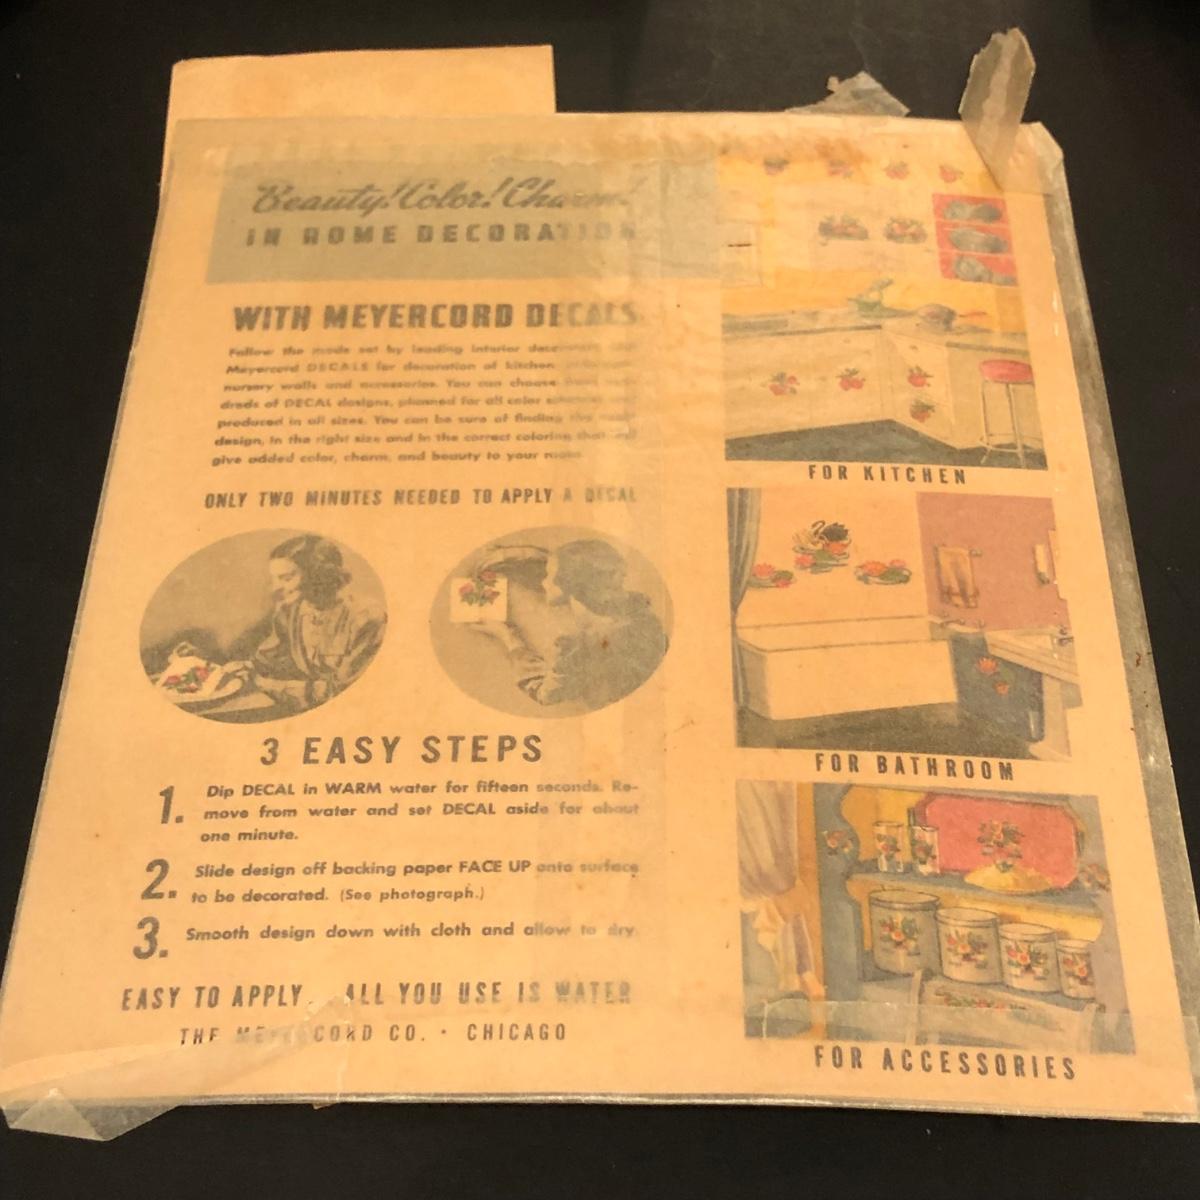 Beauty! Color! Charm!
IN HOME DECORATION
WITH MEYERCORD DECALS
Follow the mode set by leading interior
Meyercord DECALS for decoration of kitchen
nursery walls and accessories. You can choose from
dreds of DECAL designs, planned for all color schemes and
produced in all sizes. You can be sure of finding the
design, in the right size and in the correct coloring that will
give added color, charm, and beauty to your
ONLY TWO MINUTES NEEDED TO APPLY A DECAL
3 EASY STEPS
1. Dip DECAL in WARM water for fifteen seconds. Re-
move from water and set DECAL aside for about
one minute.
2. Slide design off backing paper FACE UP onto surface
to be decorated. (See photograph.)
3. Smooth design down with cloth and allow to dry.
EASY TO APPLY. ALL YOU USE IS WATER
THE MEYERCORD CO. • CHICAGO
FOR KITCHEN
FOR BATHROOM
FOR ACCESSORIES